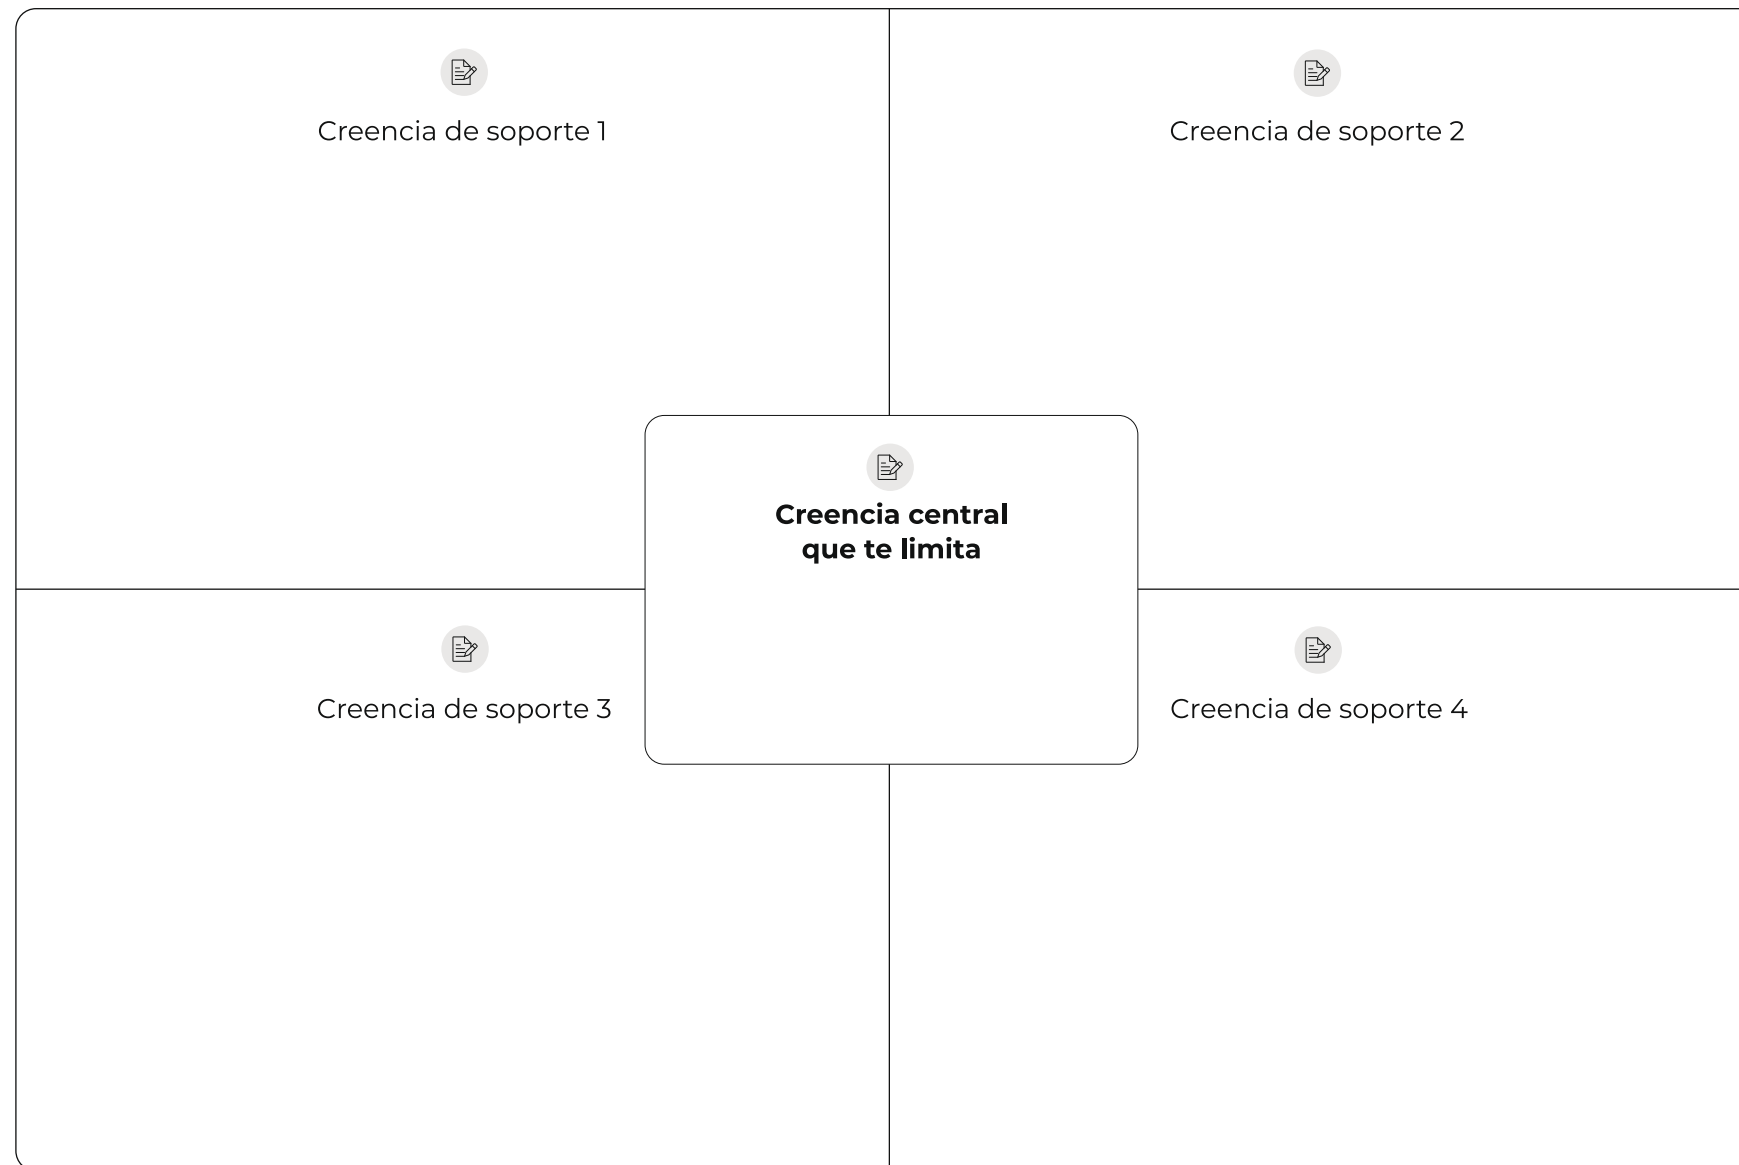 Creencia de soporte 1
Creencia de soporte 2
Creencia central
que te limita
Creencia de soporte 3
Creencia de soporte 4